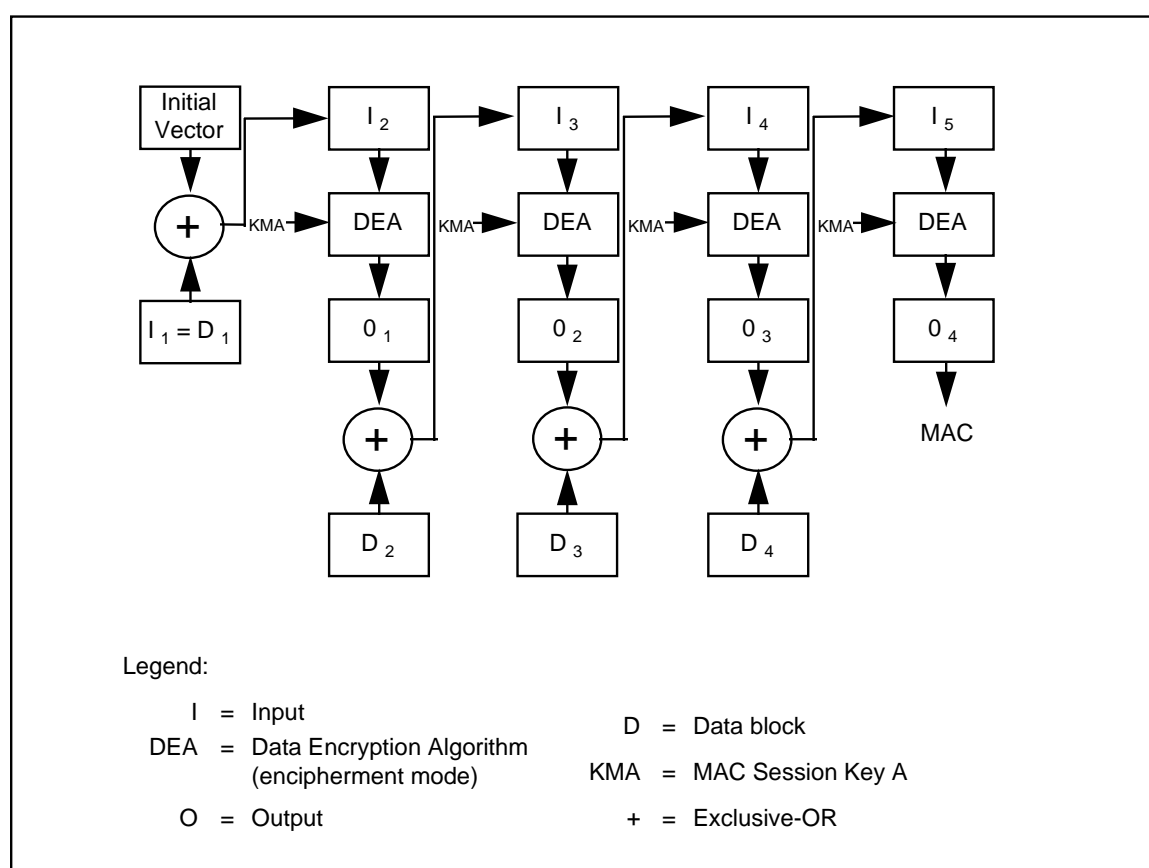 Initial
Vector
I 2
I 3
I 4
I 5
KMA
DEA
KMA
DEA
KMA
DEA
KMA
DEA
+
I 1 = D 1
0 1
0 2
0 3
0 4
+
+
+
MAC
D 2
D 3
D 4
Legend:
I = Input
DEA = Data Encryption Algorithm
(encipherment mode)
O = Output
D = Data block
KMA = MAC Session Key A
+ = Exclusive-OR